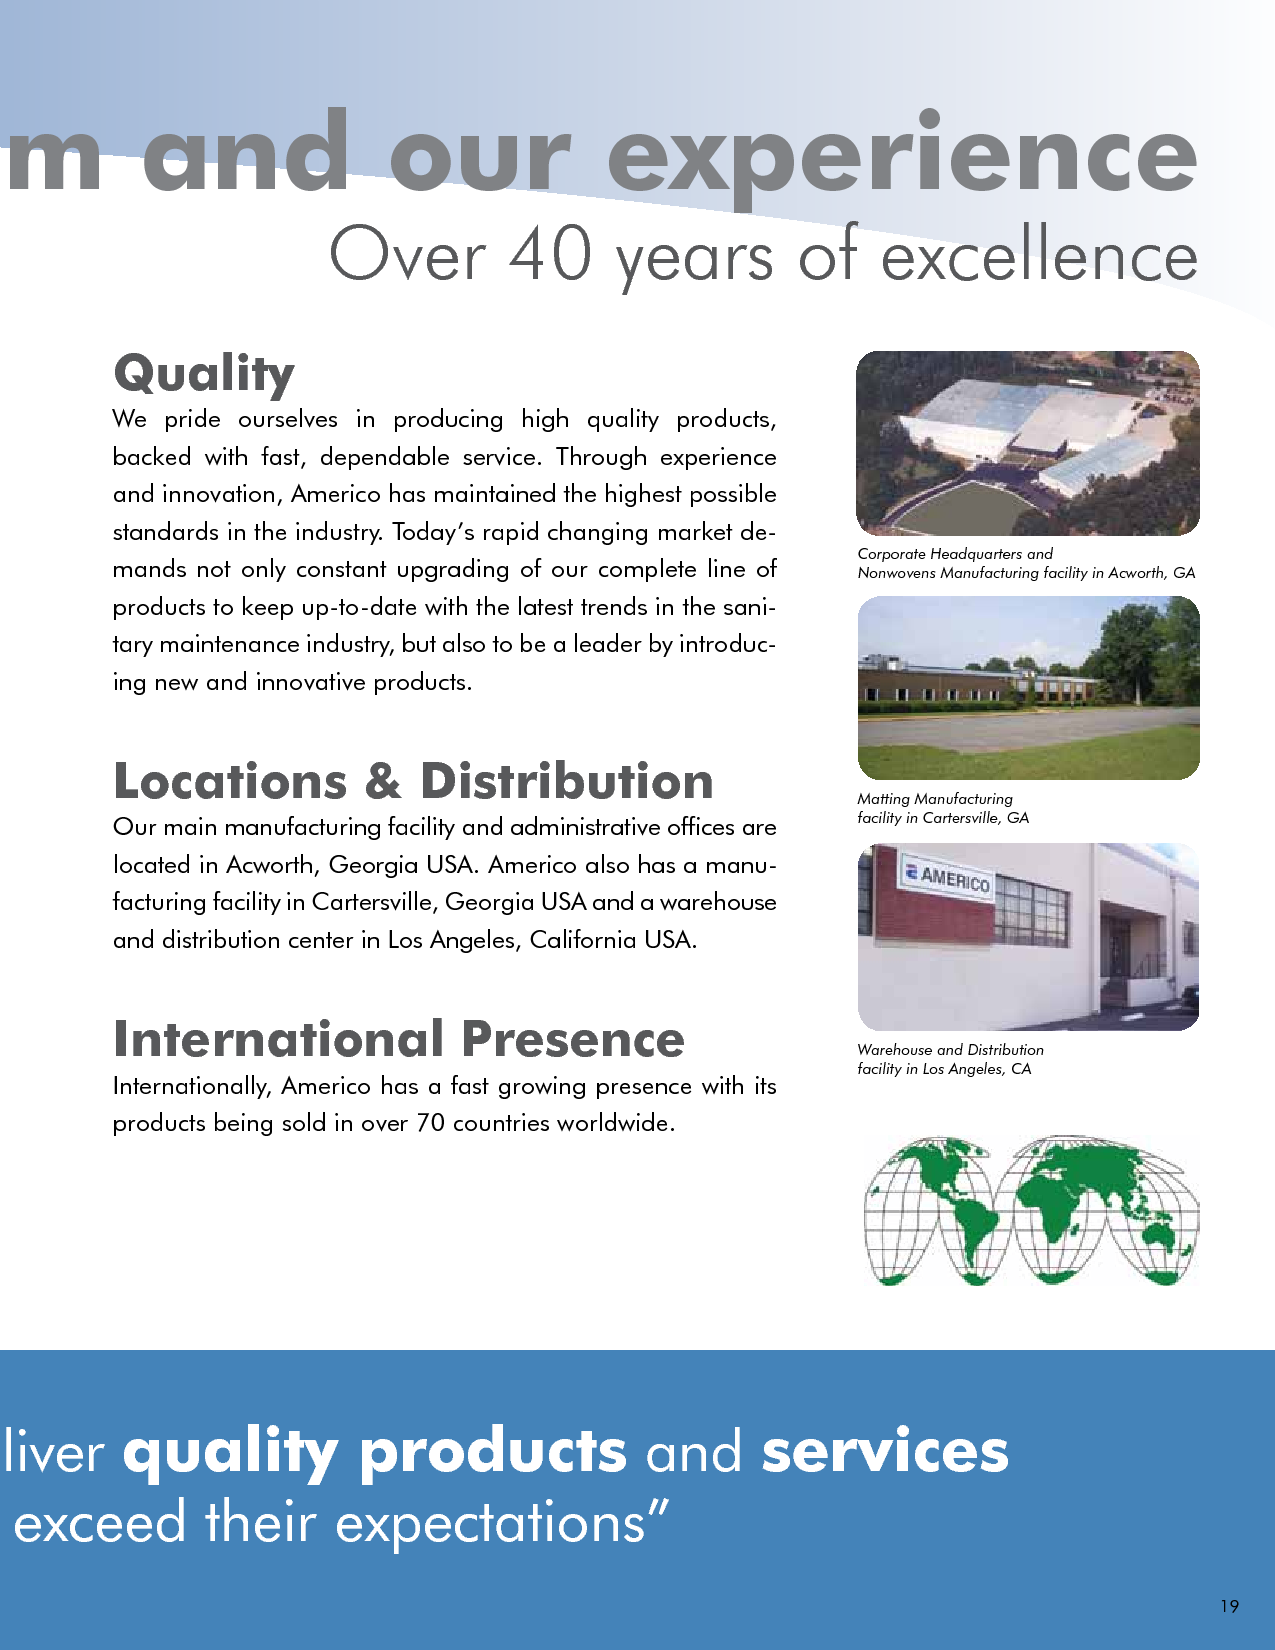 m and our experience
Over 40 years of excellence
Quality
We pride ourselves in producing high quality products,
backed with fast, dependable service. Through experience
and innovation, Americo has maintained the highest possible
standards in the industry. Today's rapid changing market de-
mands not only constant upgrading of our complete line of
products to keep up-to-date with the latest trends in the sani-
tary maintenance industry, but also to be a leader by introduc-
ing new and innovative products.
Locations & Distribution
Our main manufacturing facility and administrative offices are
located in Acworth, Georgia USA. Americo also has a manu-
facturing facility in Cartersville, Georgia USA and a warehouse
and distribution center in Los Angeles, California USA.
International Presence
Internationally, Americo has a fast growing presence with its
products being sold in over 70 countries worldwide.
Corporate Headquarters and
Nonwovens Manufacturing facility in Acworth, GA
Matting Manufacturing
facility in Cartersville, GA
AMERICO
Warehouse and Distribution
facility in Los Angeles, CA
liver quality products and services
exceed their expectations”
19